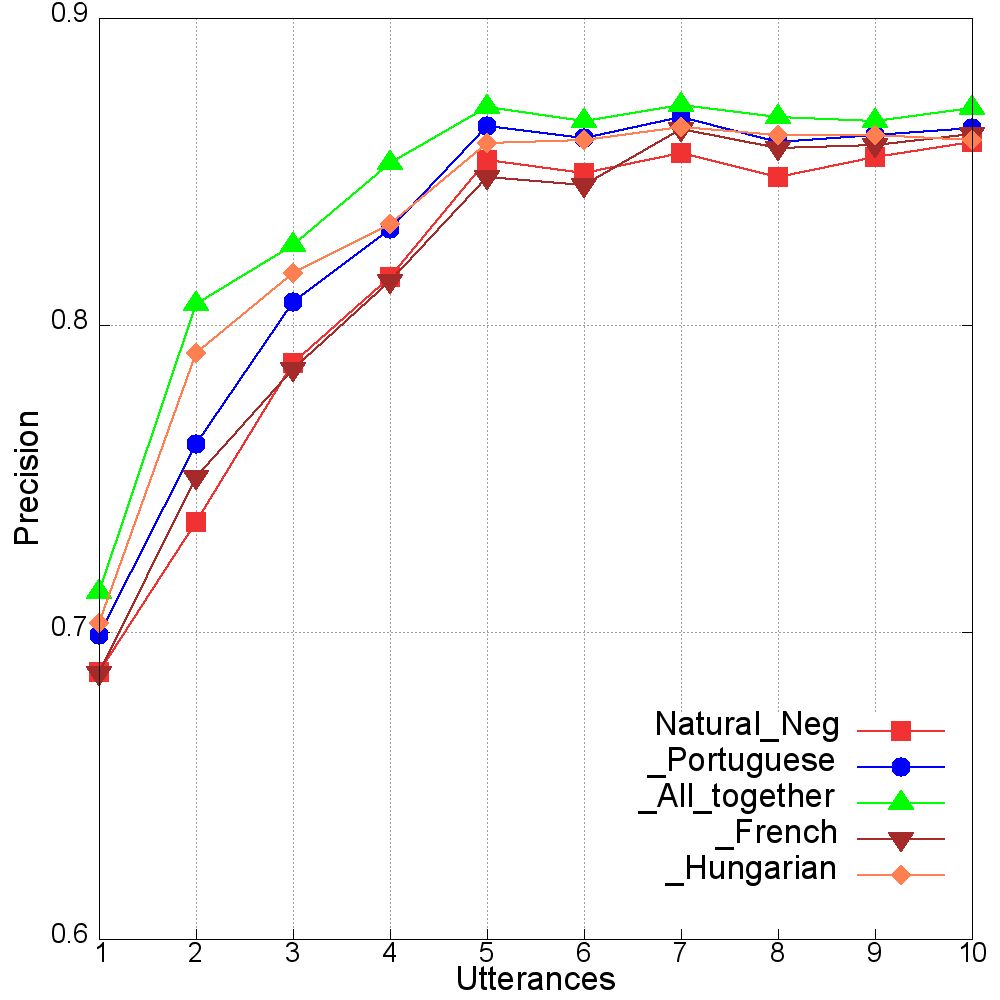 0.9
0.8
0.7
0.6
Precision
Natural_Neg
_Portuguese
_All_together
_French
_Hungarian
1 2 3 4 5 6 7 8 9 10
Utterances